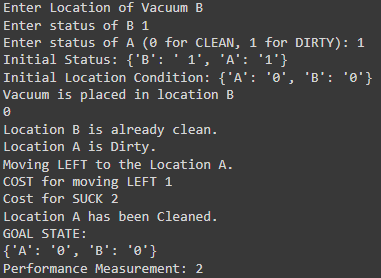 Enter Location of Vacuum B
Enter status of B 1
Enter status of A (0 for CLEAN, 1 for DIRTY): 1
Initial Status: {'B': ' 1', 'A': '1'}
Initial Location Condition: {'A': '0', 'B': '0'}
Vacuum is placed in location B
0
Location B is already clean.
Location A is Dirty.
Moving LEFT to the Location A.
COST for moving LEFT 1
Cost for SUCK 2
Location A has been Cleaned.
GOAL STATE:
{'A': '0', 'B': '0'}
Performance Measurement: 2